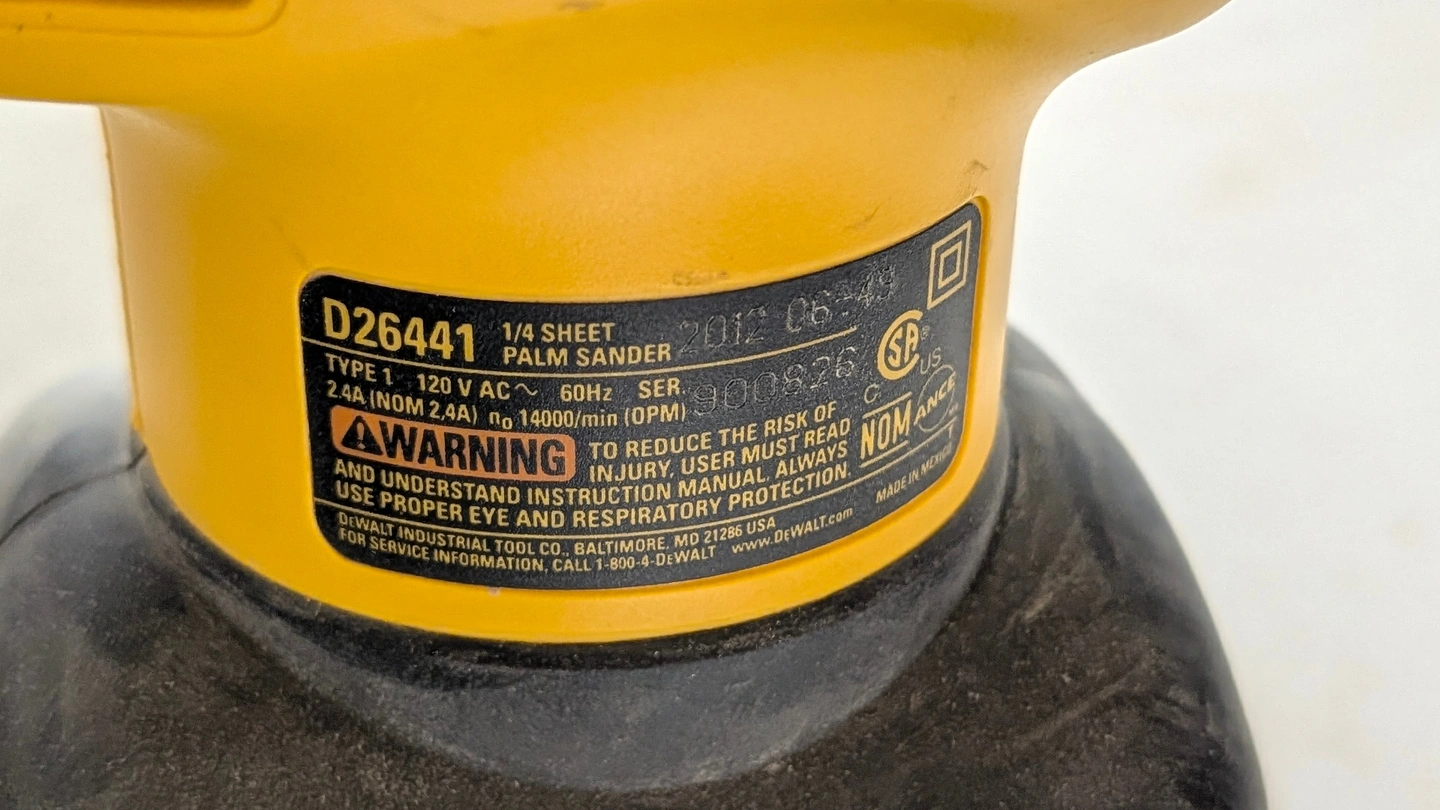 D26441 1/4 SHEET PALM SANDER 2012 06-49
TYPE 1 120 V AC~ 60Hz SER. 900826
2.4A (NOM 2,4A) n0 14000/min (OPM)
⚠WARNING TO REDUCE THE RISK OF
INJURY, USER MUST READ
AND UNDERSTAND INSTRUCTION MANUAL. ALWAYS
USE PROPER EYE AND RESPIRATORY PROTECTION.
DEWALT INDUSTRIAL TOOL CO., BALTIMORE, MD 21286 USA
FOR SERVICE INFORMATION, CALL 1-800-4-DEWALT www.DEWALT.com
SA®
C US
NOM ANCE
MADE IN MEXICO